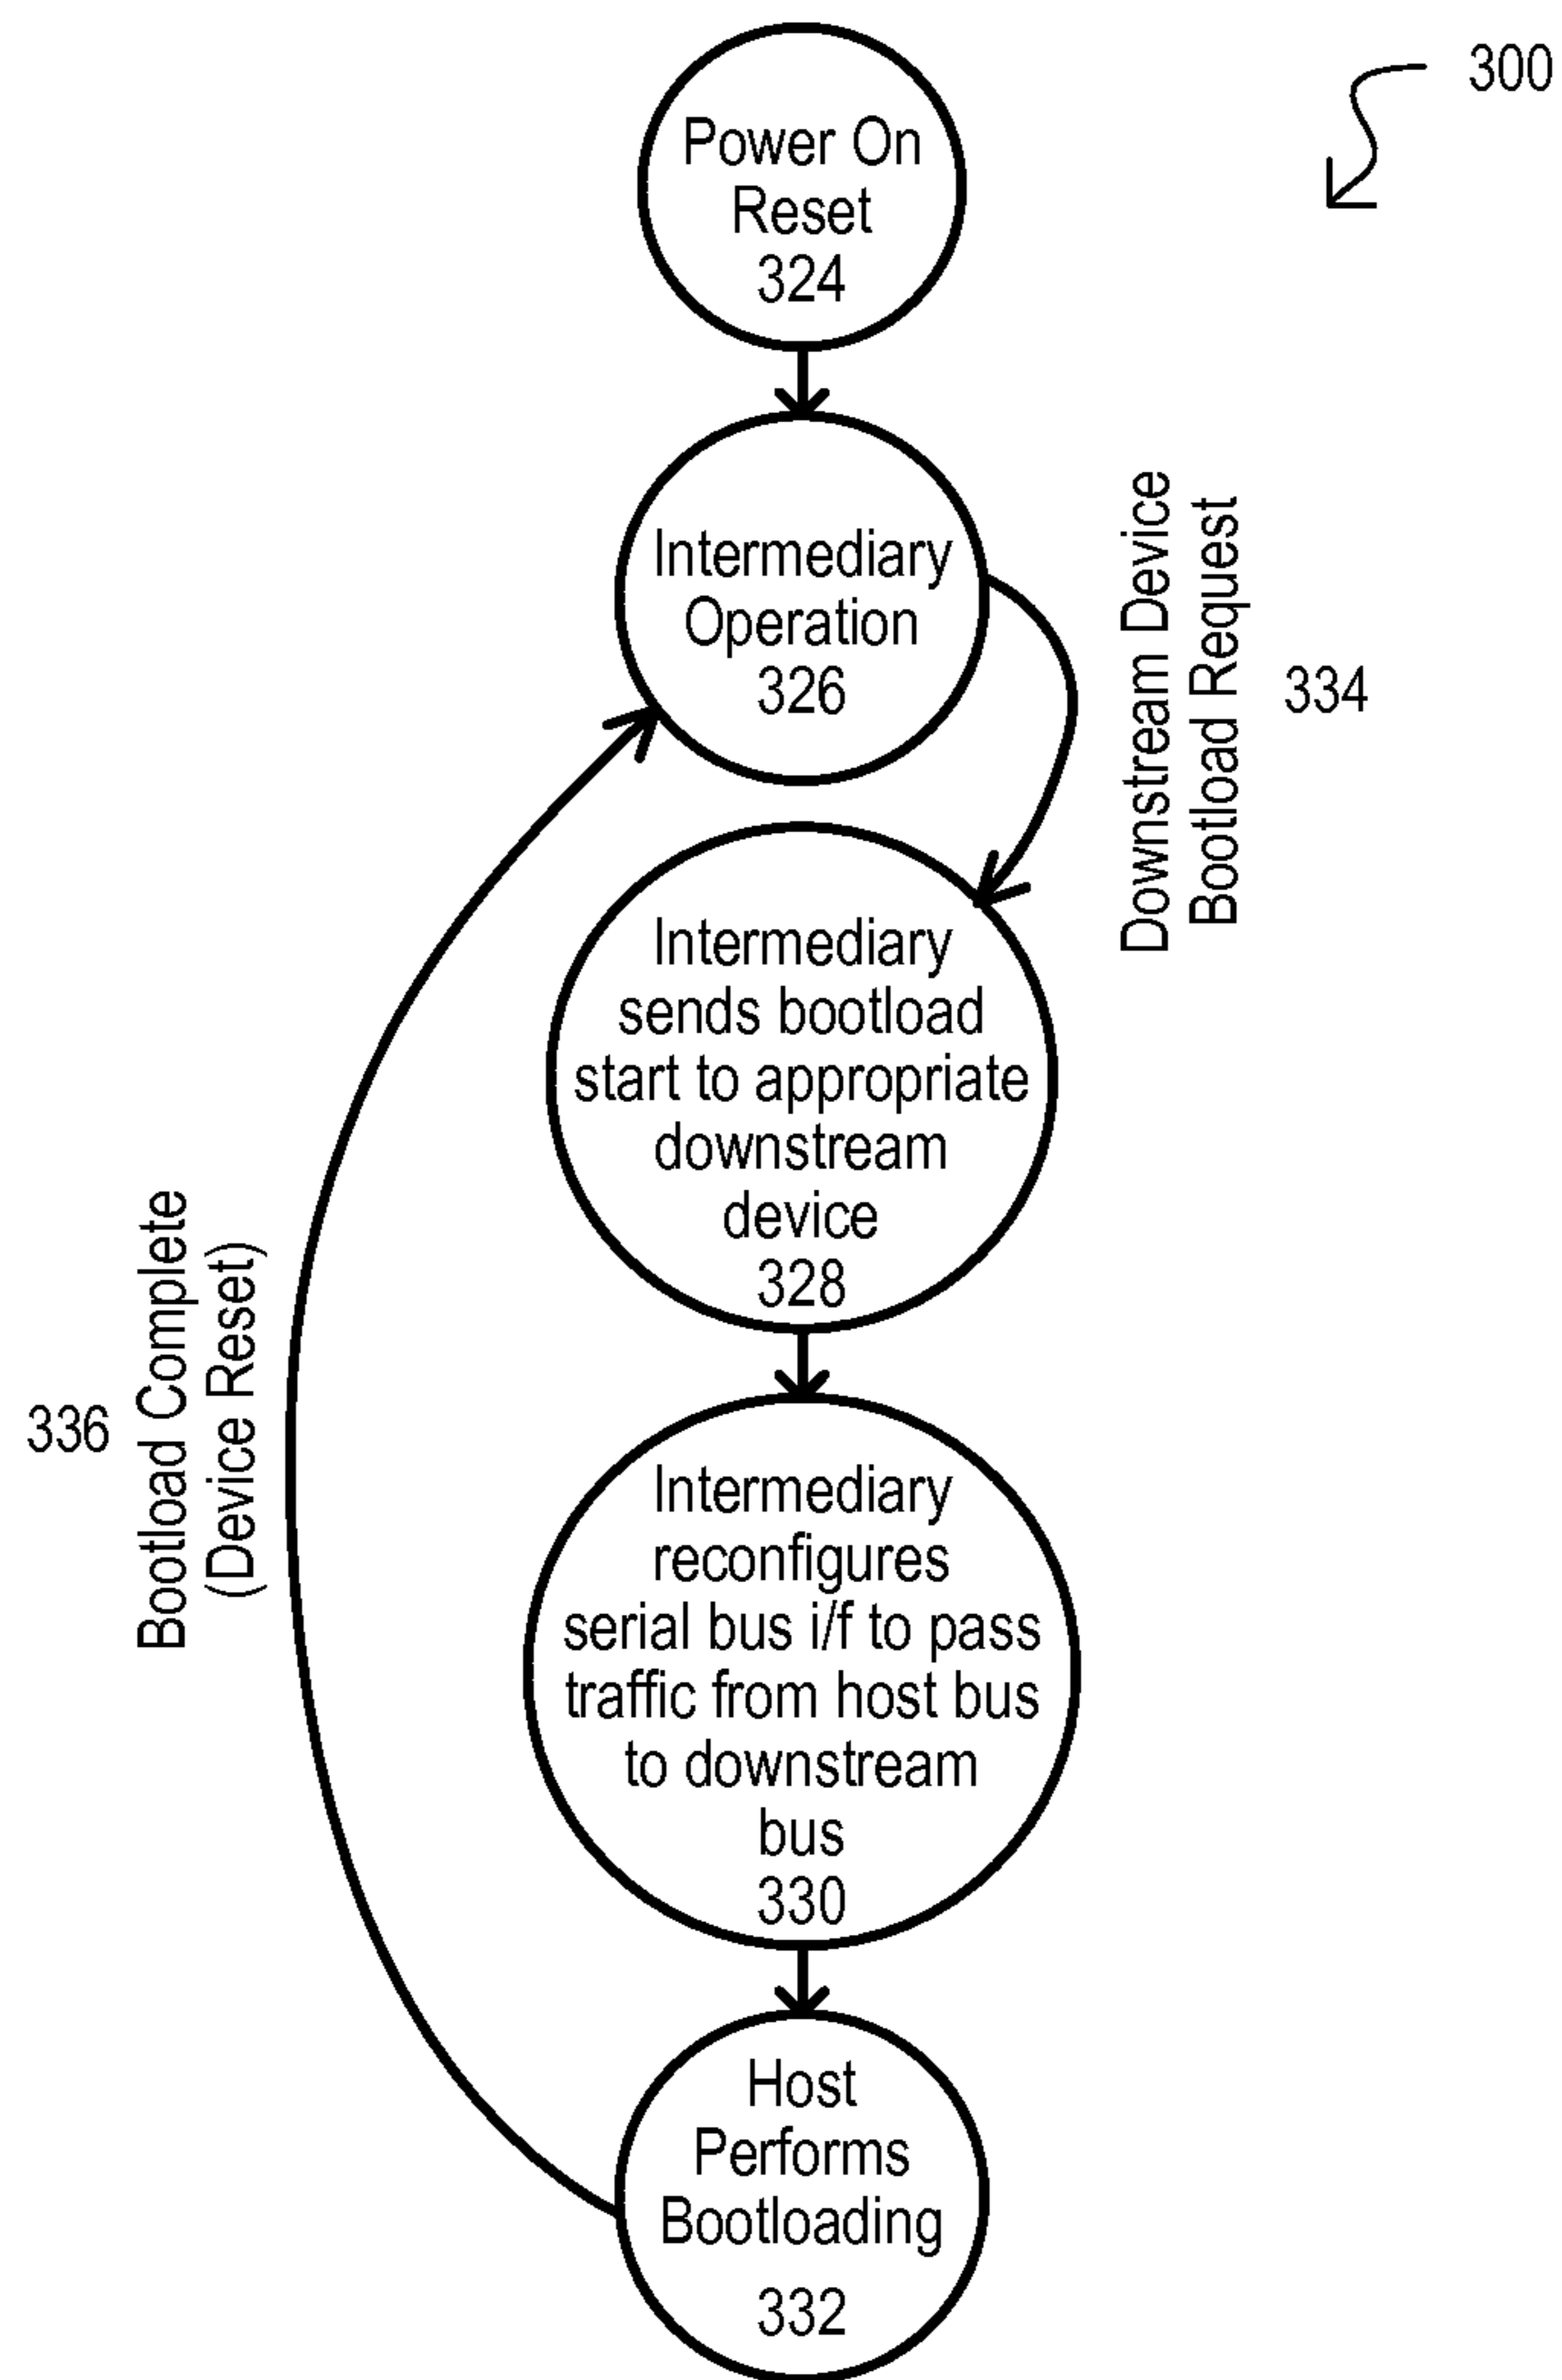 300
Power On
Reset
324
Intermediary
Operation
326
Downstream Device
Bootload Request
334
Intermediary
sends bootload
start to appropriate
downstream
device
328
336
Bootload Complete
(Device Reset)
Intermediary
reconfigures
serial bus i/f to pass
traffic from host bus
to downstream
bus
330
Host
Performs
Bootloading
332